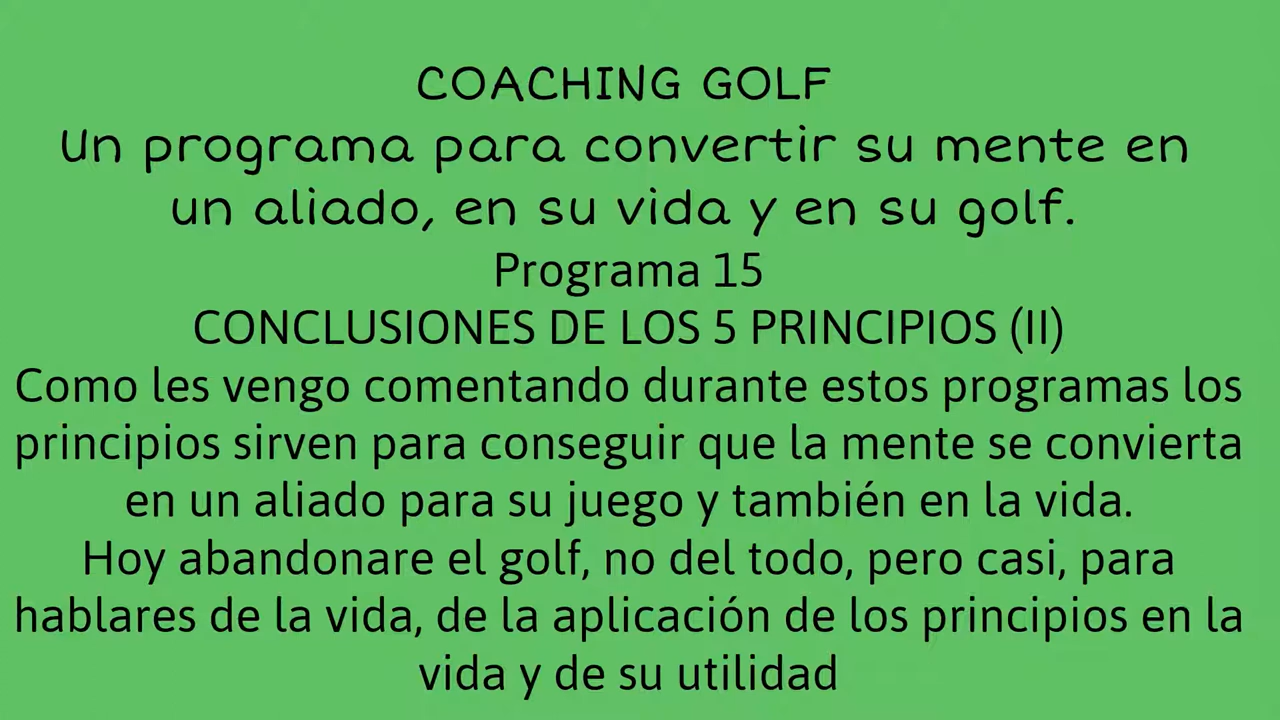 COACHING GOLF
Un programa para convertir su mente en
un aliado, en su vida y en su golf.
Programa 15
CONCLUSIONES DE LOS 5 PRINCIPIOS (II)
Como les vengo comentando durante estos programas los
principios sirven para conseguir que la mente se convierta
en un aliado para su juego y también en la vida.
Hoy abandonare el golf, no del todo, pero casi, para
hablares de la vida, de la aplicación de los principios en la
vida y de su utilidad